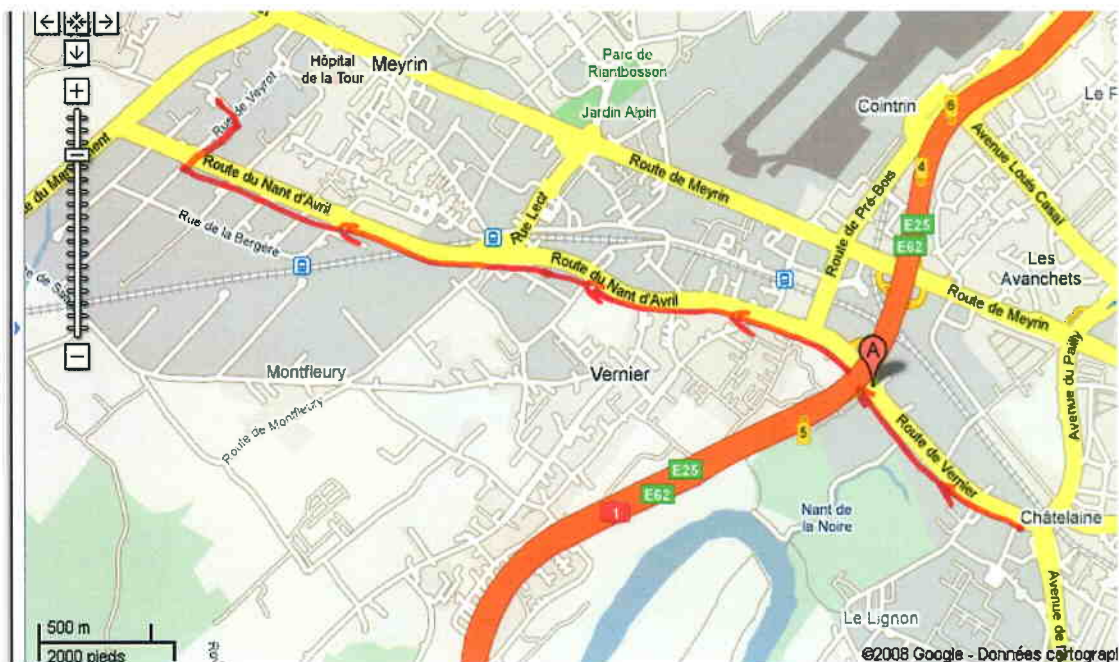 Hôpital
de la Tour
Meyrin
Parc de
Riantbosson
Jardin Alpin
Cointrin
6
4
E25
E62
Avenue Louis Casaï
Rue de Veyrot
Route du Nant d'Avril
Rue de la Bergère
Rue Lect
Route de Meyrin
Route de Pré-Bois
Les
Avanchets
Route du Nant d'Avril
Route de Meyrin
Avenue du Pailly
A
Montfleury
Vernier
Route de Montfleury
5
E25
E62
1
Route de Vernier
Châtelaine
Nant de
la Noire
Le Lignon
500 m
2000 pieds
©2008 Google - Données cartograph